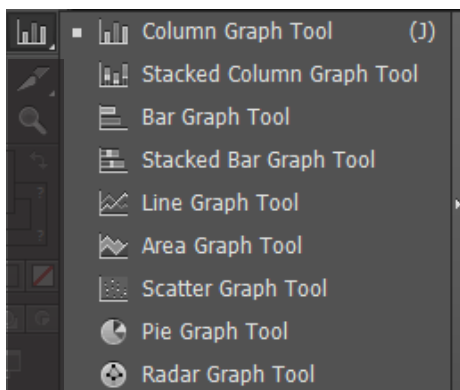 Column Graph Tool (J)
Stacked Column Graph Tool
Bar Graph Tool
Stacked Bar Graph Tool
Line Graph Tool
Area Graph Tool
Scatter Graph Tool
Pie Graph Tool
Radar Graph Tool